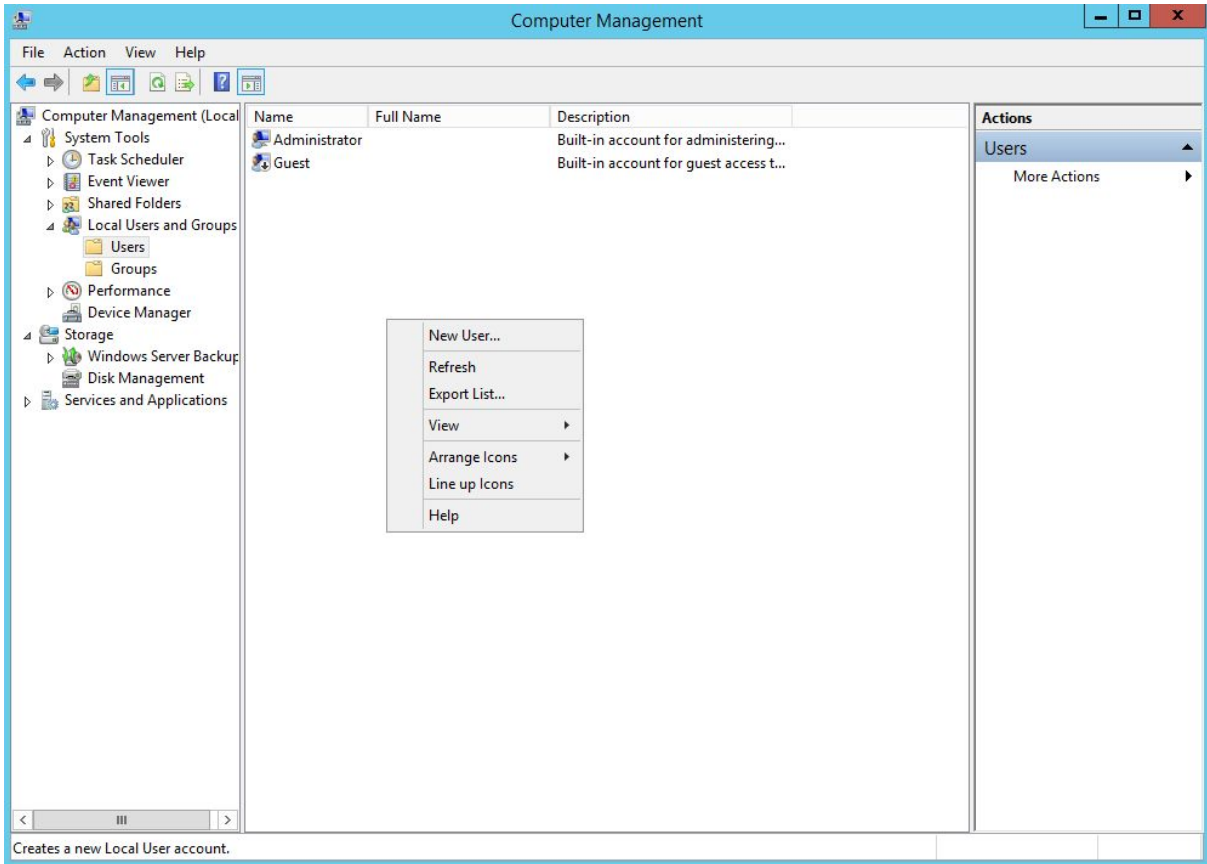 Computer Management
File Action View Help
Computer Management (Local
System Tools
Task Scheduler
Event Viewer
Shared Folders
Local Users and Groups
Users
Groups
Performance
Device Manager
Storage
Windows Server Backup
Disk Management
Services and Applications
Name Full Name Description
Administrator Built-in account for administering...
Guest Built-in account for guest access t...
New User...
Refresh
Export List...
View
Arrange Icons
Line up Icons
Help
Actions
Users
More Actions
Creates a new Local User account.